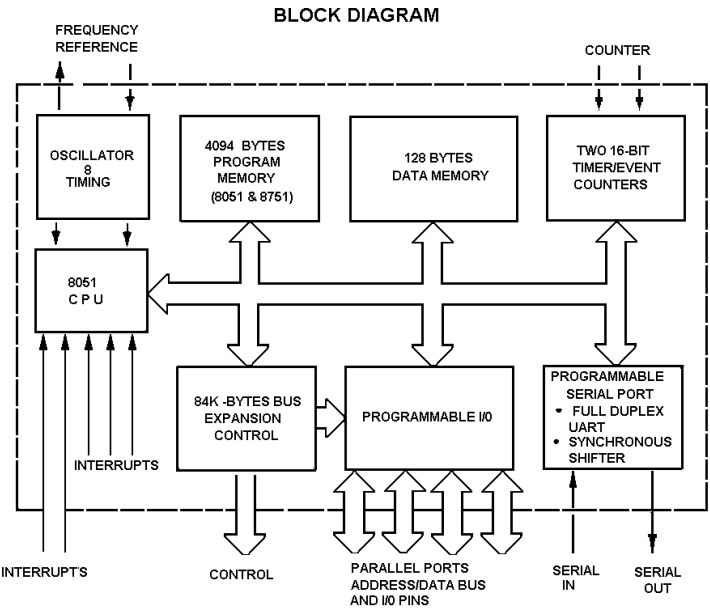 BLOCK DIAGRAM
FREQUENCY
REFERENCE
COUNTER
OSCILLATOR
8
TIMING
4094 BYTES
PROGRAM
MEMORY
(8051 & 8751)
128 BYTES
DATA MEMORY
TWO 16-BIT
TIMER/EVENT
COUNTERS
8051
C P U
84K -BYTES BUS
EXPANSION
CONTROL
PROGRAMMABLE I/0
PROGRAMMABLE
SERIAL PORT
• FULL DUPLEX
UART
• SYNCHRONOUS
SHIFTER
INTERRUPTS
INTERRUPT'S
CONTROL
PARALLEL PORTS
ADDRESS/DATA BUS
AND I/0 PINS
SERIAL
IN
SERIAL
OUT